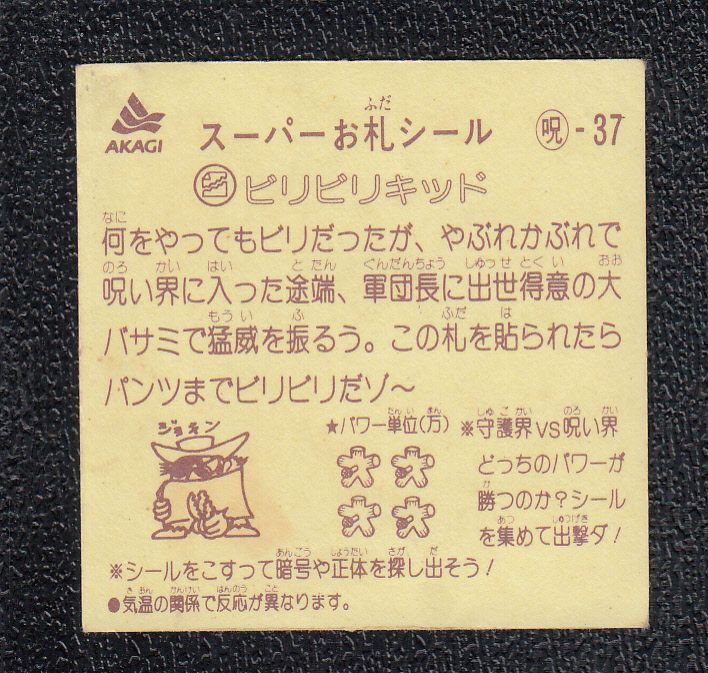 AKAGI
スーパーお札シール
ふだ
呪-37
ビリビリキッド
何をやってもビリだったが、やぶれかぶれで
なに
呪い界に入った途端、軍団長に出世得意の大
のろ かい はい とたん ぐんだんちょう しゅっせ とくい おお
バサミで猛威を振るう。この札を貼られたら
もうい ふ ふだ は
パンツまでビリビリだゾ〜
ジョキン
★パワー単位(万)
たんい まん
※守護界VS呪い界
しゅご かい のろ かい
どっちのパワーが
勝つのか?シール
か
を集めて出撃ダ!
あつ しゅつげき
※シールをこすって暗号や正体を探し出そう!
あんごう しょうたい さが だ
●気温の関係で反応が異なります。
きおん かんけい はんのう こと